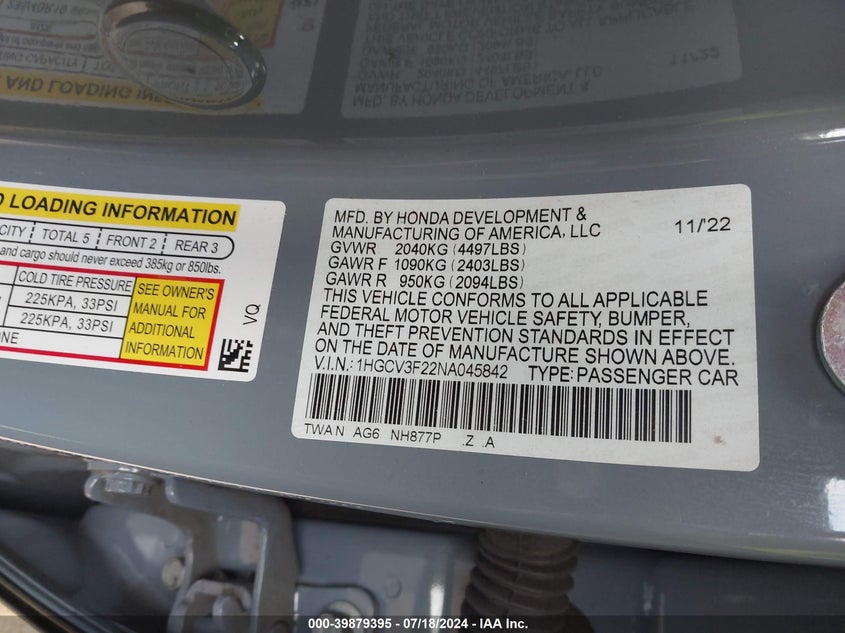 D LOADING INFORMATION
CITY TOTAL 5 FRONT 2 REAR 3
and cargo should never exceed 385kg or 850lbs.
COLD TIRE PRESSURE
225KPA, 33PSI
225KPA, 33PSI
ONE
SEE OWNER'S
MANUAL FOR
ADDITIONAL
INFORMATION
VQ
MFD. BY HONDA DEVELOPMENT &
MANUFACTURING OF AMERICA, LLC 11/'22
GVWR 2040KG (4497LBS)
GAWR F 1090KG (2403LBS)
GAWR R 950KG (2094LBS)
THIS VEHICLE CONFORMS TO ALL APPLICABLE
FEDERAL MOTOR VEHICLE SAFETY, BUMPER,
AND THEFT PREVENTION STANDARDS IN EFFECT
ON THE DATE OF MANUFACTURE SHOWN ABOVE.
V.I.N.: 1HGCV3F22NA045842 TYPE: PASSENGER CAR
TWA N AG6 NH877P .Z .A
000-39879395 - 07/18/2024 - IAA Inc.